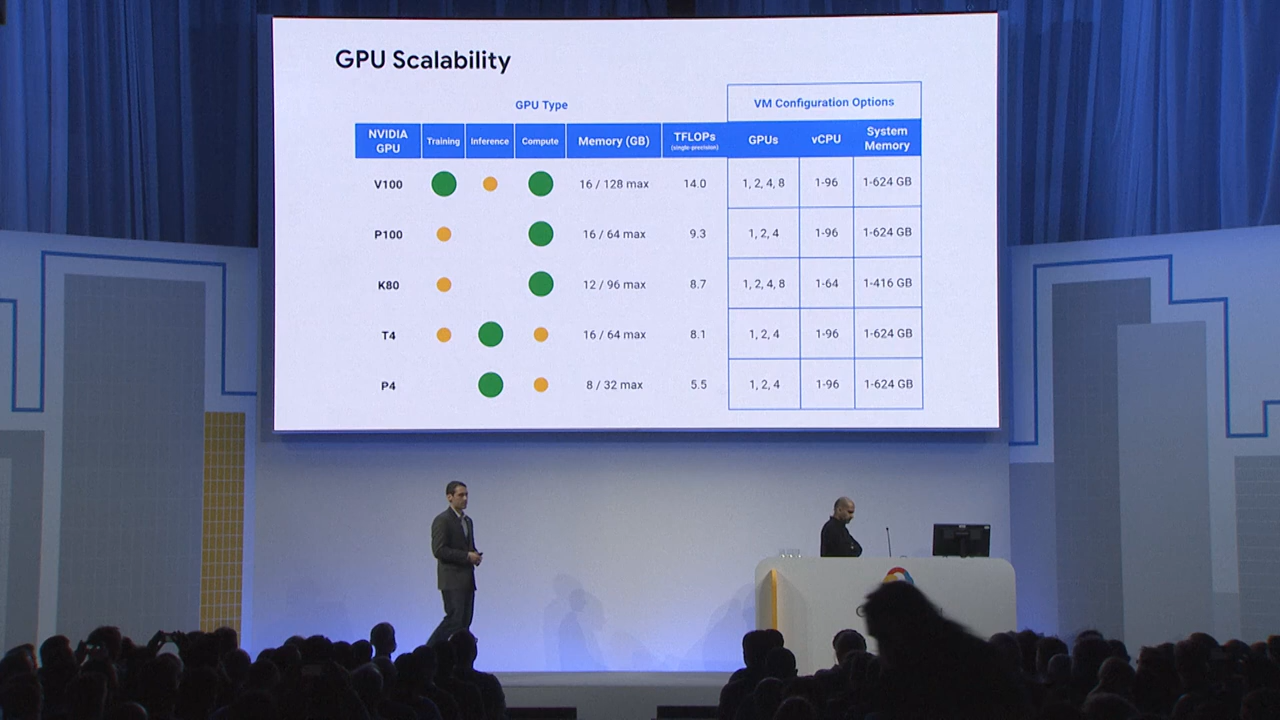 GPU Scalability
GPU Type
VM Configuration Options
NVIDIA GPU Training Inference Compute Memory (GB) TFLOPs (single-precision) GPUs vCPU System Memory
V100 16 / 128 max 14.0 1, 2, 4, 8 1-96 1-624 GB
P100 16 / 64 max 9.3 1, 2, 4 1-96 1-624 GB
K80 12 / 96 max 8.7 1, 2, 4, 8 1-64 1-416 GB
T4 16 / 64 max 8.1 1, 2, 4 1-96 1-624 GB
P4 8 / 32 max 5.5 1, 2, 4 1-96 1-624 GB